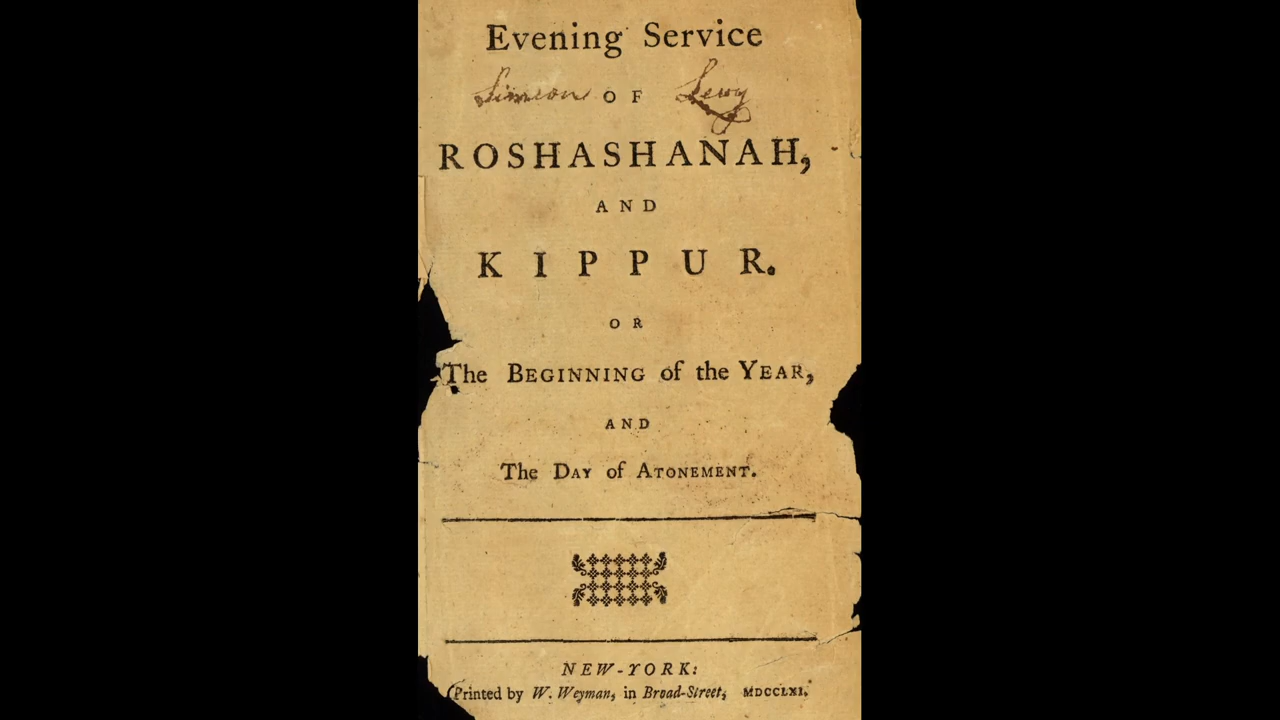 Evening Service
Simeon OF Levy
ROSHASHANAH,
AND
KIPPUR.
OR
The BEGINNING of the YEAR,
AND
The DAY of ATONEMENT.
NEW-YORK:
Printed by W. Weyman, in Broad-Street, MDCCLXI.